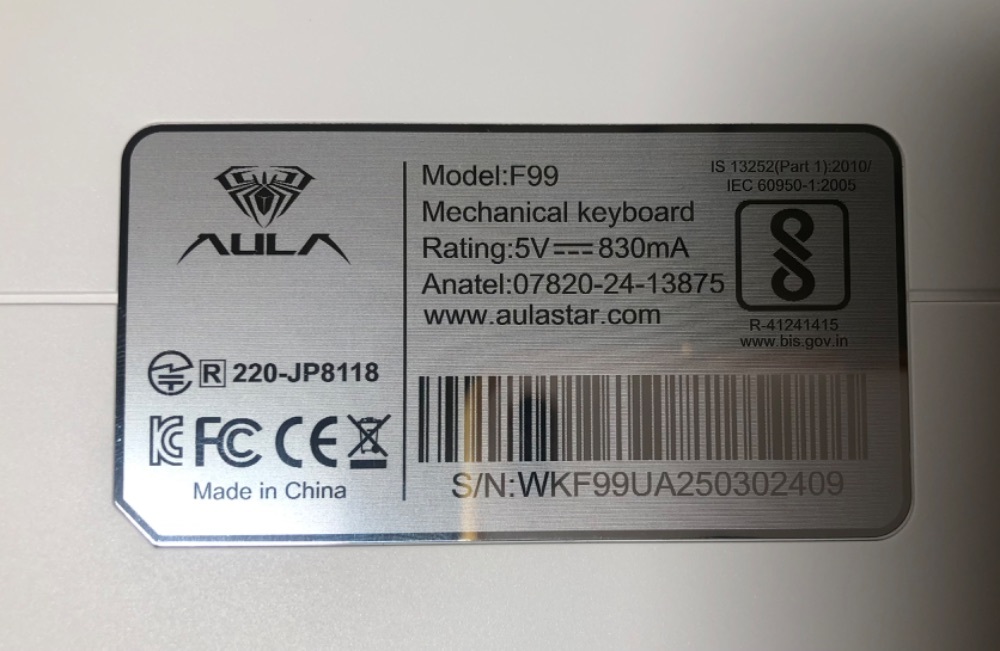 AULA
R 220-JP8118
FC CE
Made in China
Model:F99
Mechanical keyboard
Rating:5V⎓830mA
Anatel:07820-24-13875
www.aulastar.com
IS 13252(Part 1):2010/
IEC 60950-1:2005
R-41241415
www.bis.gov.in
S/N:WKF99UA250302409